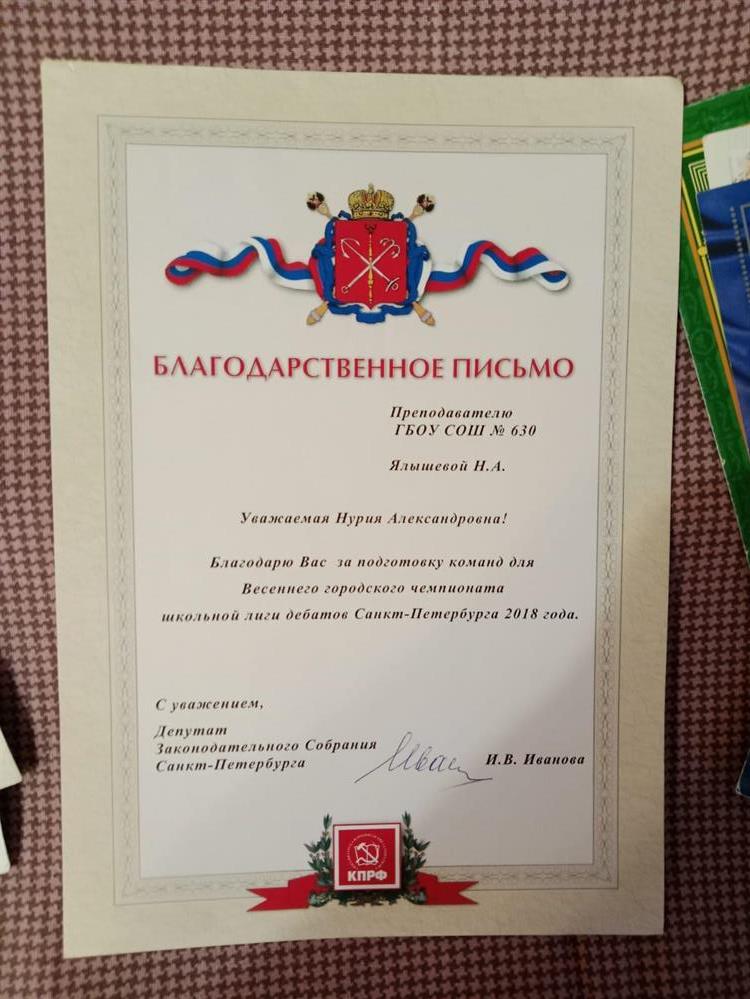 БЛАГОДАРСТВЕННОЕ ПИСЬМО
Преподавателю
ГБОУ СОШ № 630
Ялышевой Н.А.
Уважаемая Нурия Александровна!
Благодарю Вас за подготовку команд для
Весеннего городского чемпионата
школьной лиги дебатов Санкт-Петербурга 2018 года.
С уважением,
Депутат
Законодательного Собрания
Санкт-Петербурга
И.В. Иванова
КПРФ